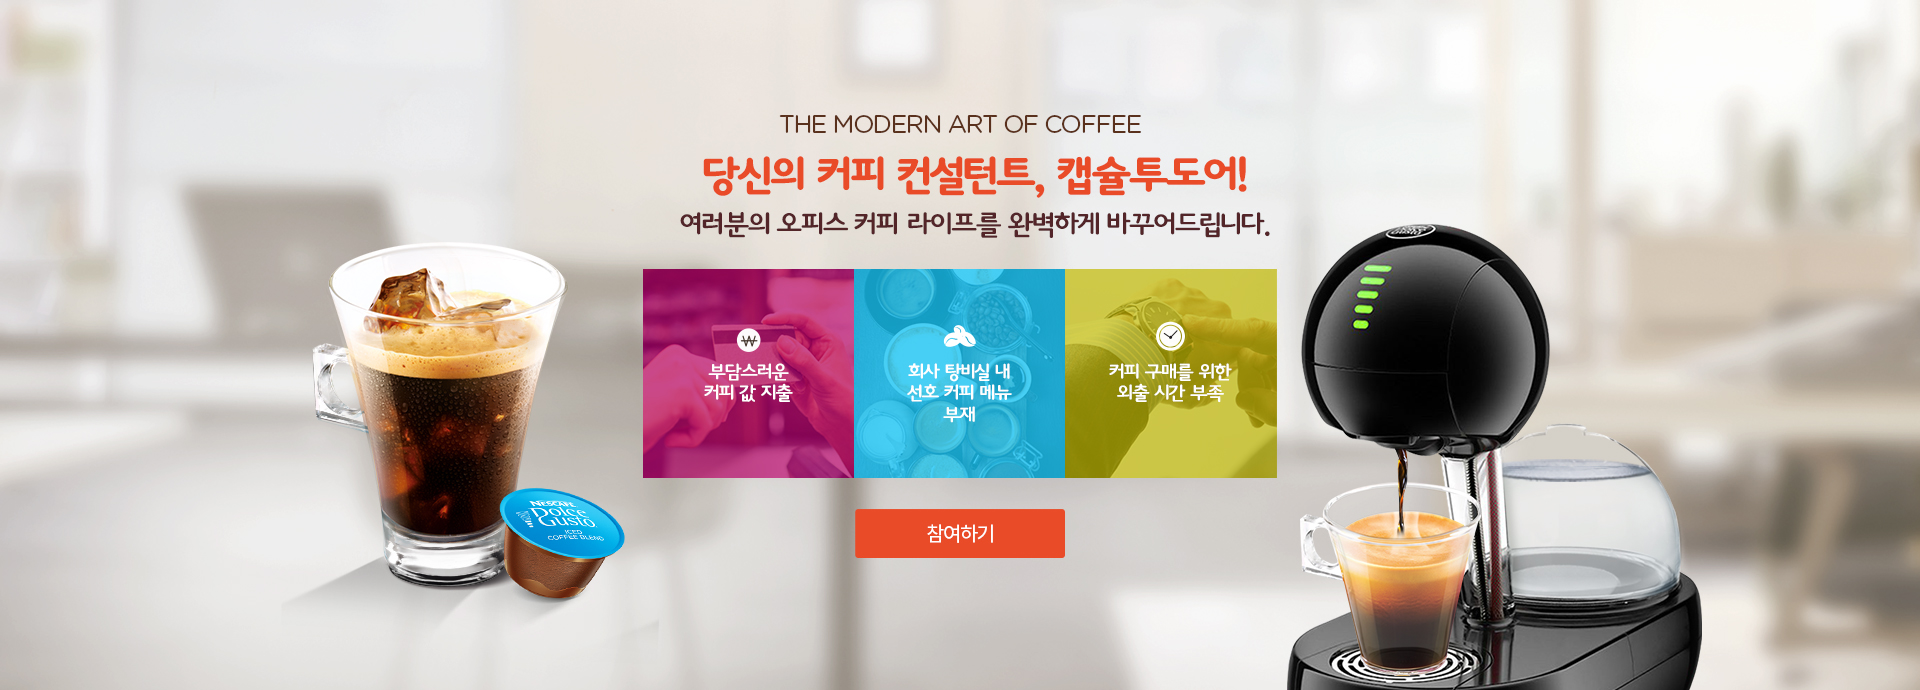 THE MODERN ART OF COFFEE
당신의 커피 컨설턴트, 캡슐투도어!
여러분의 오피스 커피 라이프를 완벽하게 바꾸어드립니다.
부담스러운
커피 값 지출
회사 탕비실 내
선호 커피 메뉴
부재
커피 구매를 위한
외출 시간 부족
참여하기
NESCAFÉ
Dolce
Gusto
ICED
COFFEE BLEND